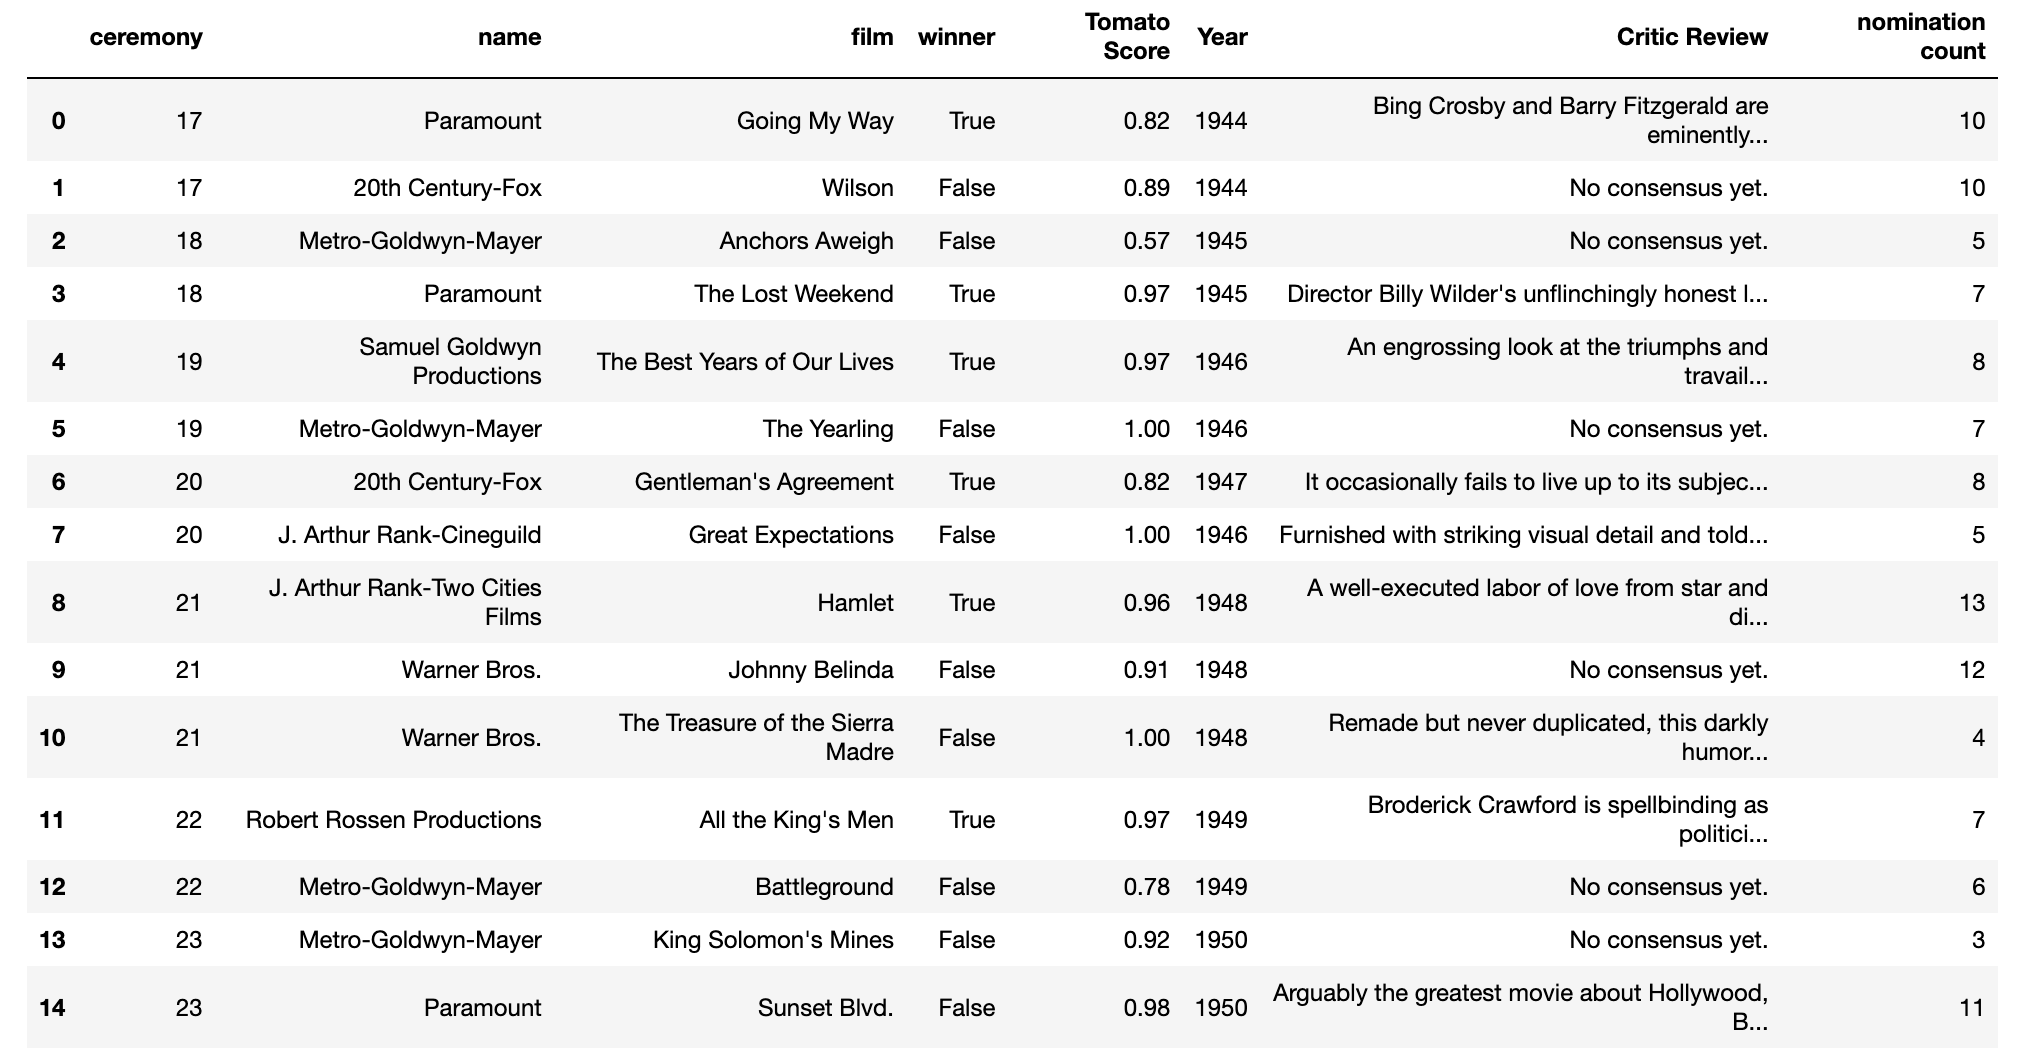 ceremony name film winner Tomato Score Year Critic Review nomination count
0 17 Paramount Going My Way True 0.82 1944 Bing Crosby and Barry Fitzgerald are eminently... 10
1 17 20th Century-Fox Wilson False 0.89 1944 No consensus yet. 10
2 18 Metro-Goldwyn-Mayer Anchors Aweigh False 0.57 1945 No consensus yet. 5
3 18 Paramount The Lost Weekend True 0.97 1945 Director Billy Wilder's unflinchingly honest l... 7
4 19 Samuel Goldwyn Productions The Best Years of Our Lives True 0.97 1946 An engrossing look at the triumphs and travail... 8
5 19 Metro-Goldwyn-Mayer The Yearling False 1.00 1946 No consensus yet. 7
6 20 20th Century-Fox Gentleman's Agreement True 0.82 1947 It occasionally fails to live up to its subjec... 8
7 20 J. Arthur Rank-Cineguild Great Expectations False 1.00 1946 Furnished with striking visual detail and told... 5
8 21 J. Arthur Rank-Two Cities Films Hamlet True 0.96 1948 A well-executed labor of love from star and di... 13
9 21 Warner Bros. Johnny Belinda False 0.91 1948 No consensus yet. 12
10 21 Warner Bros. The Treasure of the Sierra Madre False 1.00 1948 Remade but never duplicated, this darkly humor... 4
11 22 Robert Rossen Productions All the King's Men True 0.97 1949 Broderick Crawford is spellbinding as politici... 7
12 22 Metro-Goldwyn-Mayer Battleground False 0.78 1949 No consensus yet. 6
13 23 Metro-Goldwyn-Mayer King Solomon's Mines False 0.92 1950 No consensus yet. 3
14 23 Paramount Sunset Blvd. False 0.98 1950 Arguably the greatest movie about Hollywood, B... 11